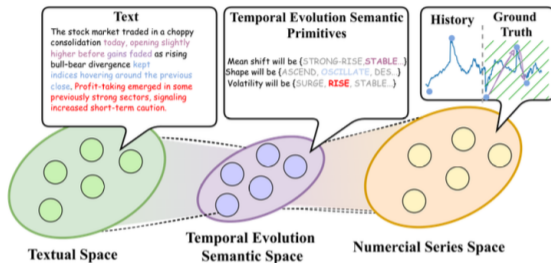 Text
The stock market traded in a choppy
consolidation today, opening slightly
higher before gains faded as rising
bull–bear divergence kept
indices hovering around the previous
close, Profit-taking emerged in some
previously strong sectors, signaling
increased short-term caution.
Temporal Evolution Semantic
Primitives
Mean shift will be {STRONG-RISE,STABLE...}
Shape will be {ASCEND, OSCILLATE, DES...}
Volatility will be {SURGE, RISE, STABLE...}
History
Ground
Truth
Textual Space
Temporal Evolution
Semantic Space
Numercial Series Space